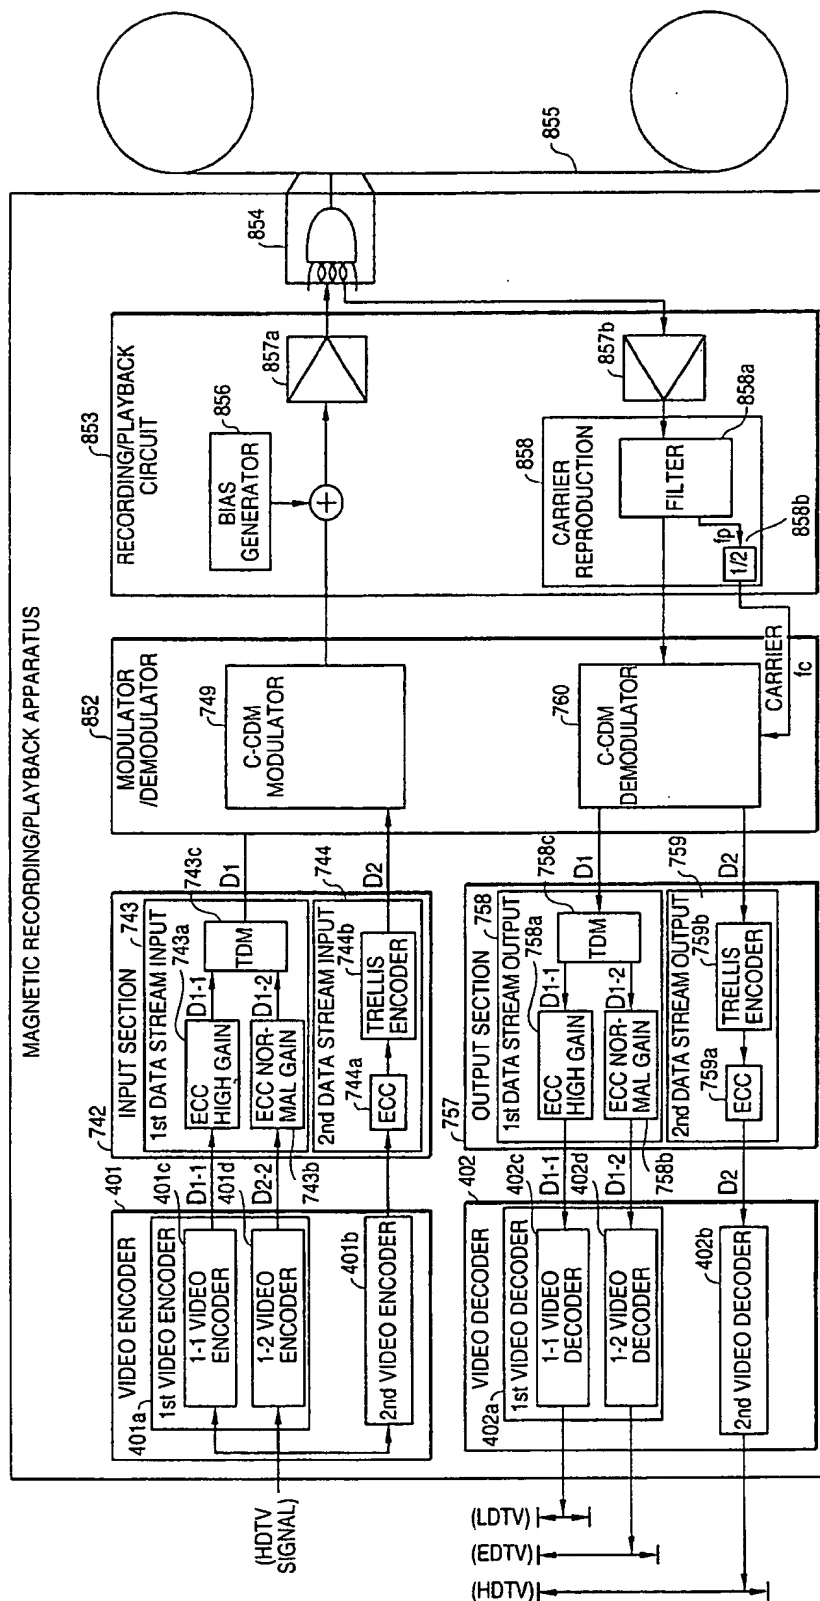 MAGNETIC RECORDING/PLAYBACK APPARATUS
(HDTV
SIGNAL)
401
VIDEO ENCODER
401a
1st VIDEO ENCODER
401c
1-1 VIDEO
ENCODER
401d
1-2 VIDEO
ENCODER
401b
2nd VIDEO ENCODER
D1-1
D2-2
742
INPUT SECTION
743
1st DATA STREAM INPUT
743a
ECC
HIGH GAIN
743b
ECC NOR-
MAL GAIN
D1-1
D1-2
743c
TDM
744
2nd DATA STREAM INPUT
744a
ECC
744b
TRELLIS
ENCODER
D1
D2
852
MODULATOR
/DEMODULATOR
749
C-CDM
MODULATOR
853
RECORDING/PLAYBACK
CIRCUIT
856
BIAS
GENERATOR
+
857a
854
855
857b
858
CARRIER
REPRODUCTION
858a
FILTER
fp
858b
1/2
CARRIER
fc
760
C-CDM
DEMODULATOR
D1
D2
757
OUTPUT SECTION
758
1st DATA STREAM OUTPUT
758a
ECC
HIGH GAIN
758b
ECC NOR-
MAL GAIN
D1-1
D1-2
758c
TDM
759
2nd DATA STREAM OUTPUT
759a
ECC
759b
TRELLIS
ENCODER
D1-1
D1-2
D2
402
VIDEO DECODER
402a
1st VIDEO DECODER
402c
1-1 VIDEO
DECODER
402d
1-2 VIDEO
DECODER
402b
2nd VIDEO DECODER
(LDTV)
(EDTV)
(HDTV)